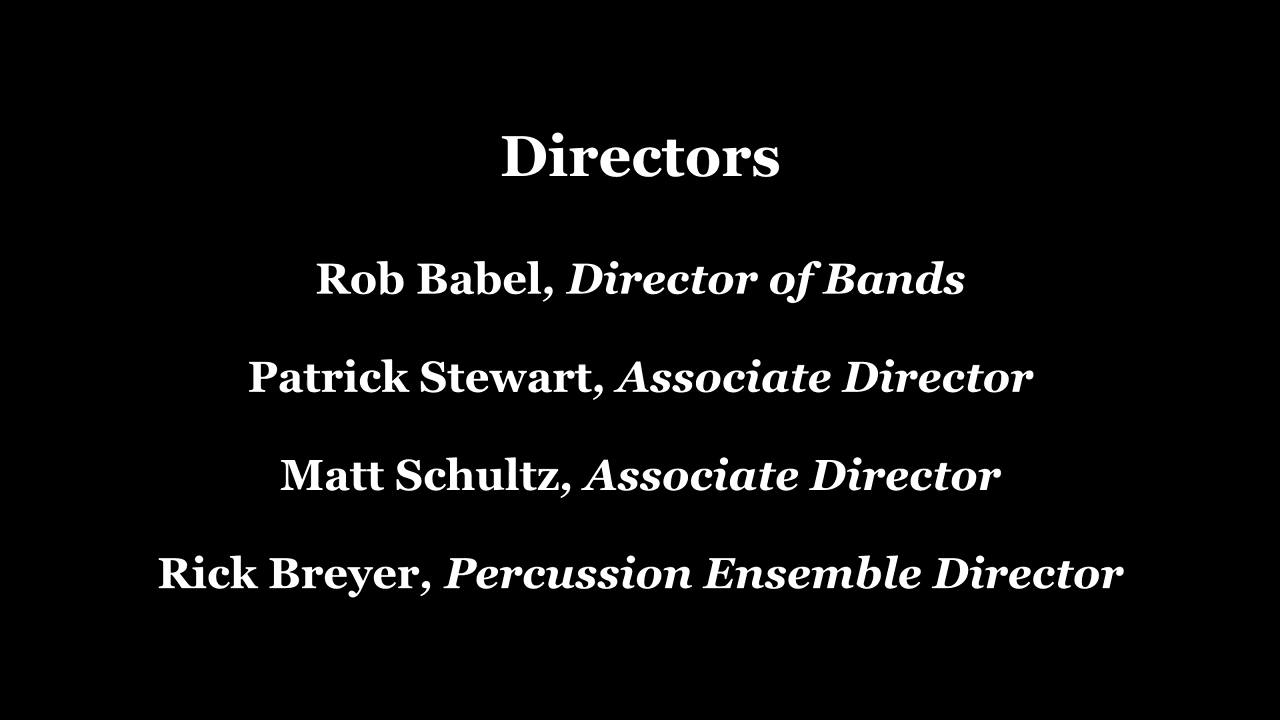 Directors
Rob Babel, Director of Bands
Patrick Stewart, Associate Director
Matt Schultz, Associate Director
Rick Breyer, Percussion Ensemble Director